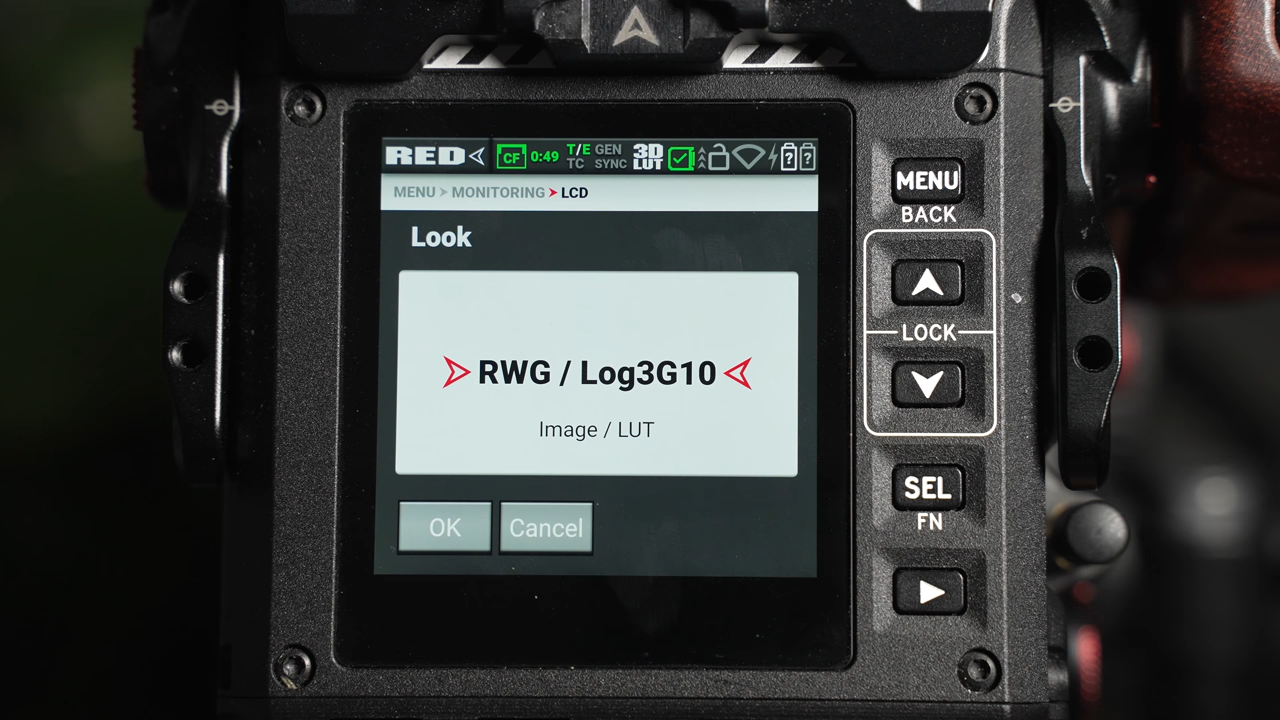 RED CF 0:49 T/E TC GEN SYNC 3D LUT ? ?
MENU > MONITORING > LCD
Look
RWG / Log3G10
Image / LUT
OK Cancel
MENU
BACK
LOCK
SEL
FN